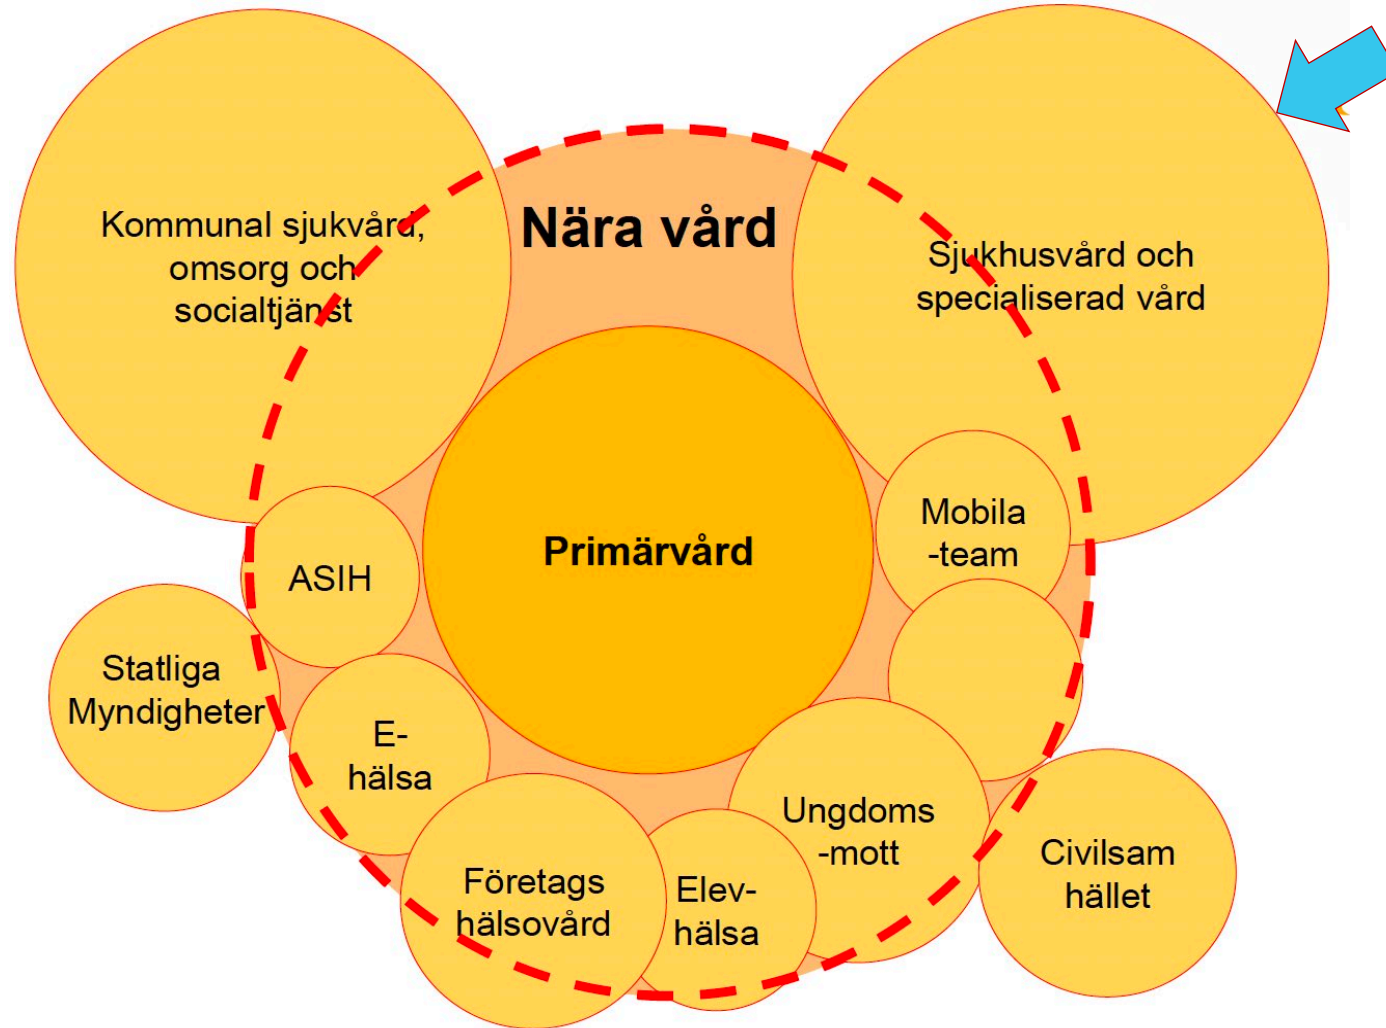 Nära vård
Kommunal sjukvård,
omsorg och
socialtjänst
Sjukhusvård och
specialiserad vård
Primärvård
Mobila
-team
ASIH
Statliga
Myndigheter
E-
hälsa
Ungdoms
-mott
Företags
hälsovård
Elev-
hälsa
Civilsam
hället